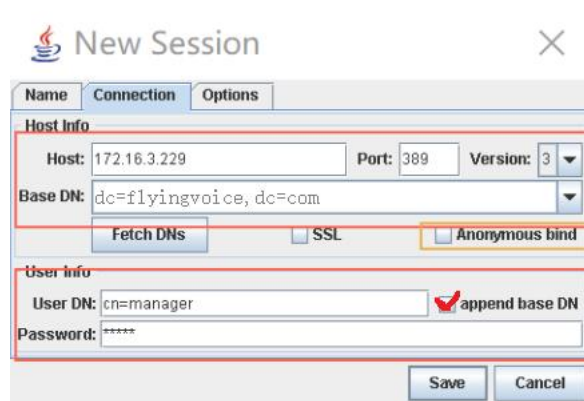 New Session
Name Connection Options
Host Info
Host: 172.16.3.229 Port: 389 Version: 3
Base DN: dc=flyingvoice,dc=com
Fetch DNs SSL Anonymous bind
User Info
User DN: cn=manager append base DN
Password: *****
Save Cancel